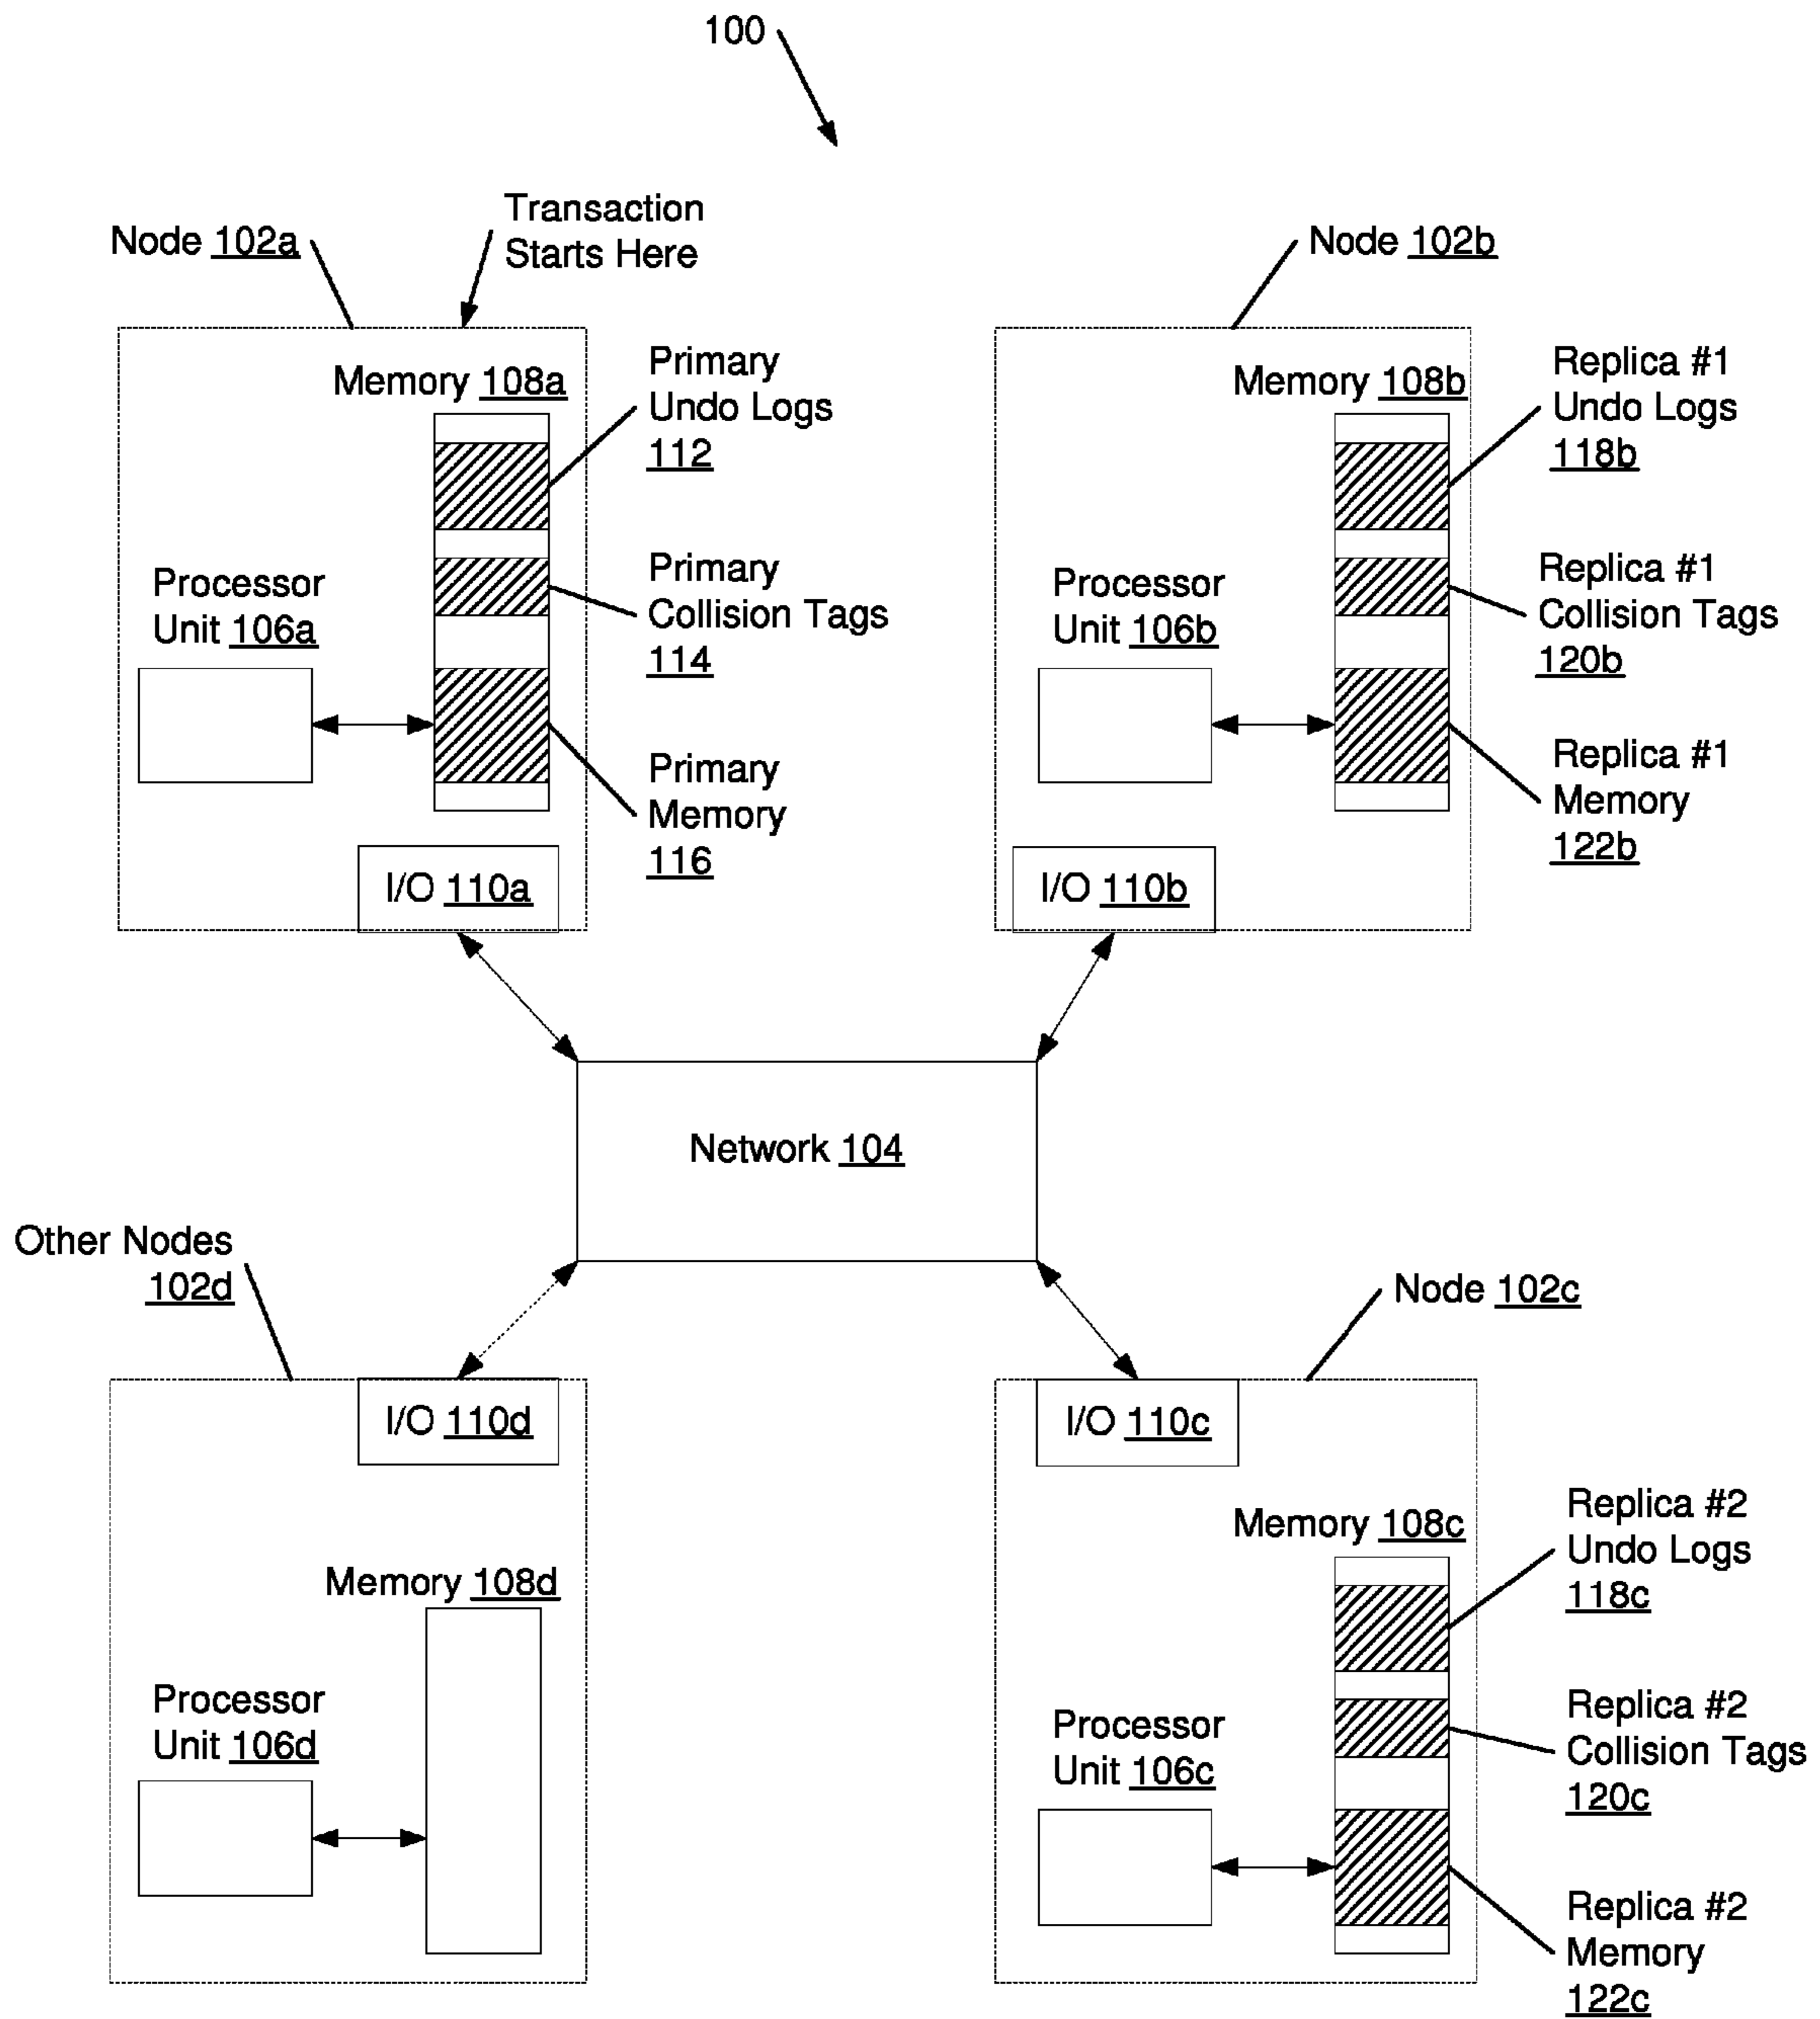 100
Transaction
Starts Here
Node 102a
Node 102b
Memory 108a
Primary
Undo Logs
112
Memory 108b
Replica #1
Undo Logs
118b
Processor
Unit 106a
Primary
Collision Tags
114
Processor
Unit 106b
Replica #1
Collision Tags
120b
Primary
Memory
116
Replica #1
Memory
122b
I/O 110a
I/O 110b
Network 104
Other Nodes
102d
Node 102c
I/O 110d
I/O 110c
Memory 108d
Memory 108c
Replica #2
Undo Logs
118c
Processor
Unit 106d
Processor
Unit 106c
Replica #2
Collision Tags
120c
Replica #2
Memory
122c